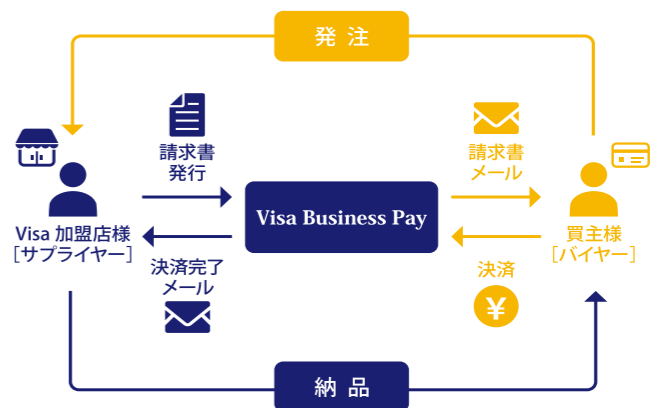 発注
請求書
発行
請求書
メール
Visa Business Pay
Visa 加盟店様
［サプライヤー］
買主様
［バイヤー］
決済完了
メール
決済
¥
納品